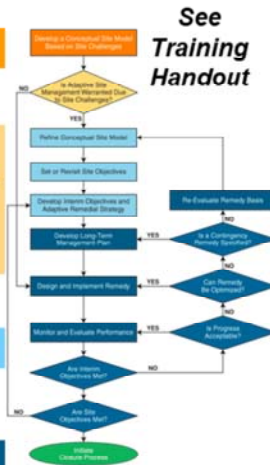 See
Training
Handout
Develop a Conceptual Site Model
Based on Site Challenges
Is Adaptive Site
Management Warranted Due
to Site Challenges?
NO
YES
Refine Conceptual Site Model
Set or Revisit Site Objectives
Develop Interim Objectives and
Adaptive Remedial Strategy
Develop Long-Term
Management Plan
Design and Implement Remedy
Monitor and Evaluate Performance
Are Interim
Objectives Met?
NO
YES
NO
Are Site
Objectives Met?
YES
Initiate
Closure Process
Re-Evaluate Remedy Basis
NO
YES
Is a Contingency
Remedy Specified?
NO
YES
Can Remedy
Be Optimized?
NO
YES
Is Progress
Acceptable?